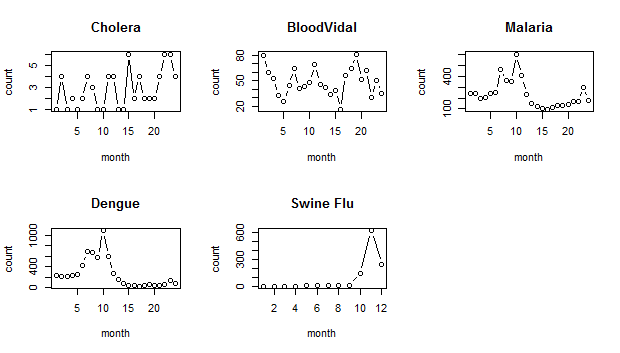 Cholera
count
1 3 5
5 10 15 20
month
BloodVidal
count
20 50 80
5 10 15 20
month
Malaria
count
100 400
5 10 15 20
month
Dengue
count
0 400 1000
5 10 15 20
month
Swine Flu
count
0 300 600
2 4 6 8 10 12
month